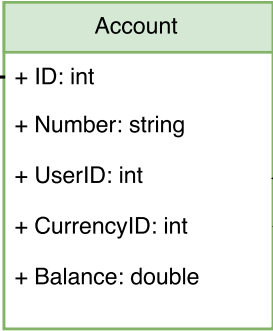 Account
+ ID: int
+ Number: string
+ UserID: int
+ CurrencyID: int
+ Balance: double